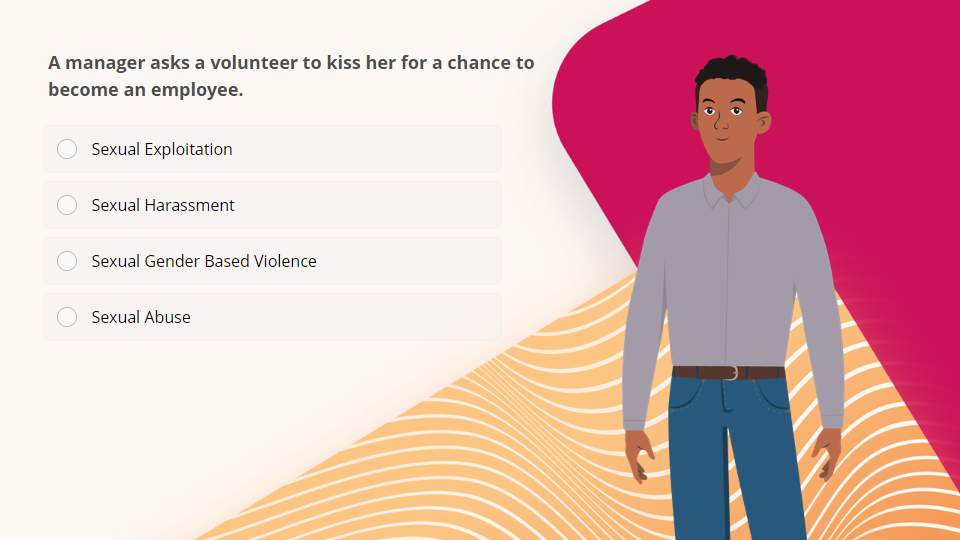 A manager asks a volunteer to kiss her for a chance to
become an employee.
Sexual Exploitation
Sexual Harassment
Sexual Gender Based Violence
Sexual Abuse